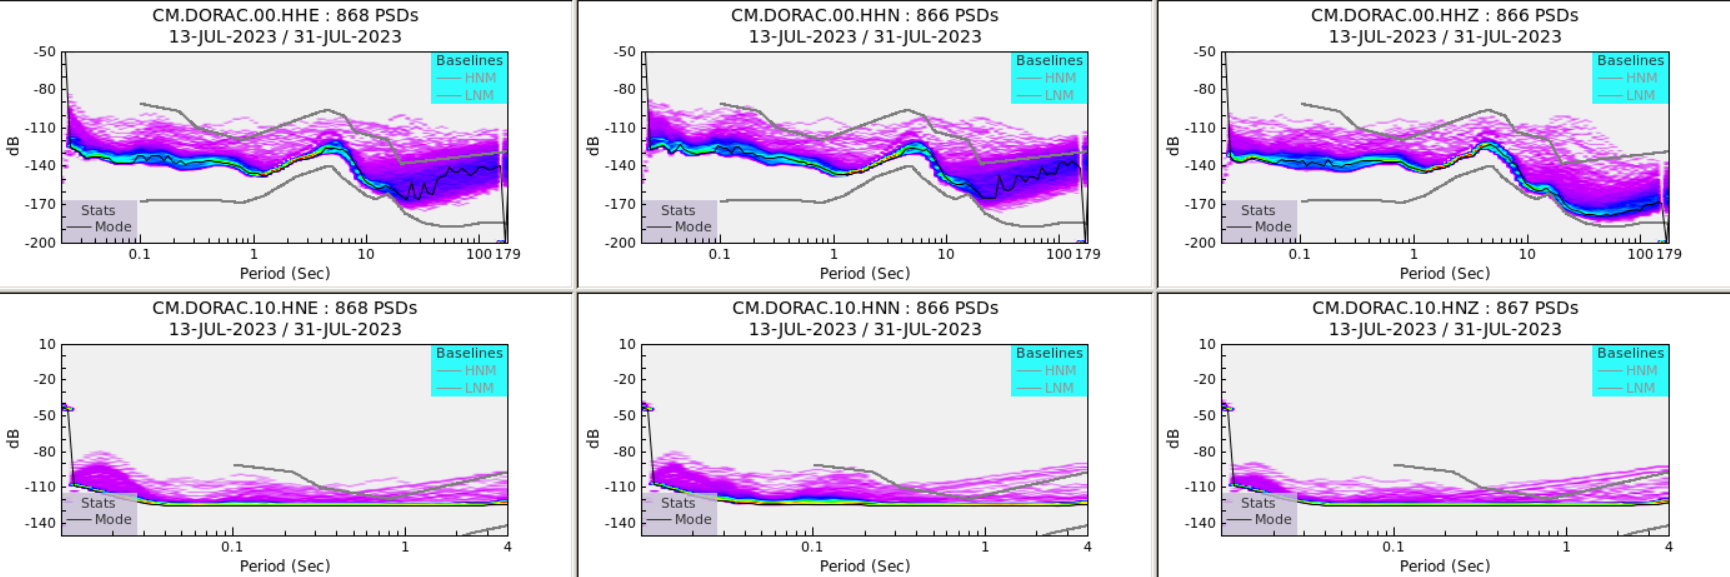 CM.DORAC.00.HHE : 868 PSDs
13-JUL-2023 / 31-JUL-2023
-50
-80
-110
-140
-170
-200
dB
Baselines
HNM
LNM
Stats
Mode
0.1 1 10 100 179
Period (Sec)
CM.DORAC.00.HHN : 866 PSDs
13-JUL-2023 / 31-JUL-2023
-50
-80
-110
-140
-170
-200
dB
Baselines
HNM
LNM
Stats
Mode
0.1 1 10 100 179
Period (Sec)
CM.DORAC.00.HHZ : 866 PSDs
13-JUL-2023 / 31-JUL-2023
-50
-80
-110
-140
-170
-200
dB
Baselines
HNM
LNM
Stats
Mode
0.1 1 10 100 179
Period (Sec)
CM.DORAC.10.HNE : 868 PSDs
13-JUL-2023 / 31-JUL-2023
10
-20
-50
-80
-110
-140
dB
Baselines
HNM
LNM
Stats
Mode
0.1 1 4
Period (Sec)
CM.DORAC.10.HNN : 866 PSDs
13-JUL-2023 / 31-JUL-2023
10
-20
-50
-80
-110
-140
dB
Baselines
HNM
LNM
Stats
Mode
0.1 1 4
Period (Sec)
CM.DORAC.10.HNZ : 867 PSDs
13-JUL-2023 / 31-JUL-2023
10
-20
-50
-80
-110
-140
dB
Baselines
HNM
LNM
Stats
Mode
0.1 1 4
Period (Sec)